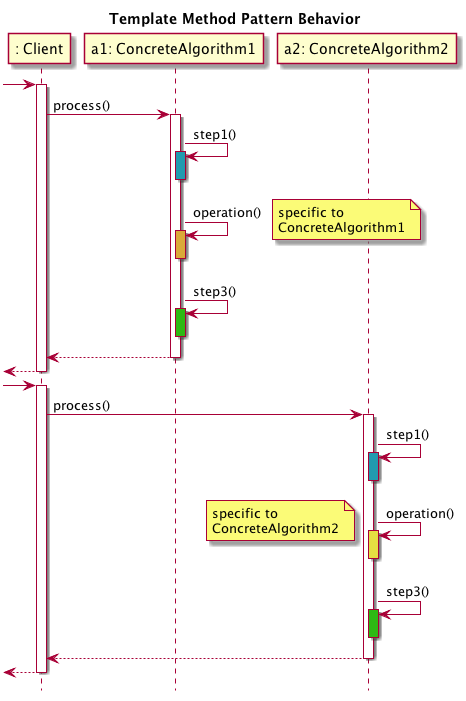 Template Method Pattern Behavior
: Client
a1: ConcreteAlgorithm1
a2: ConcreteAlgorithm2
process()
step1()
operation()
specific to
ConcreteAlgorithm1
step3()
process()
step1()
specific to
ConcreteAlgorithm2
operation()
step3()